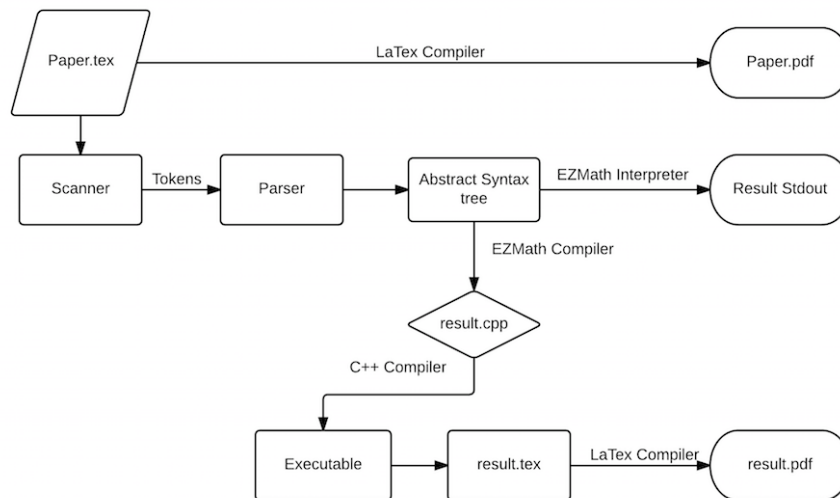 LaTex Compiler
Paper.tex
Paper.pdf
Scanner
Tokens
Parser
Abstract Syntax
tree
EZMath Interpreter
Result Stdout
EZMath Compiler
result.cpp
C++ Compiler
Executable
result.tex
LaTex Compiler
result.pdf